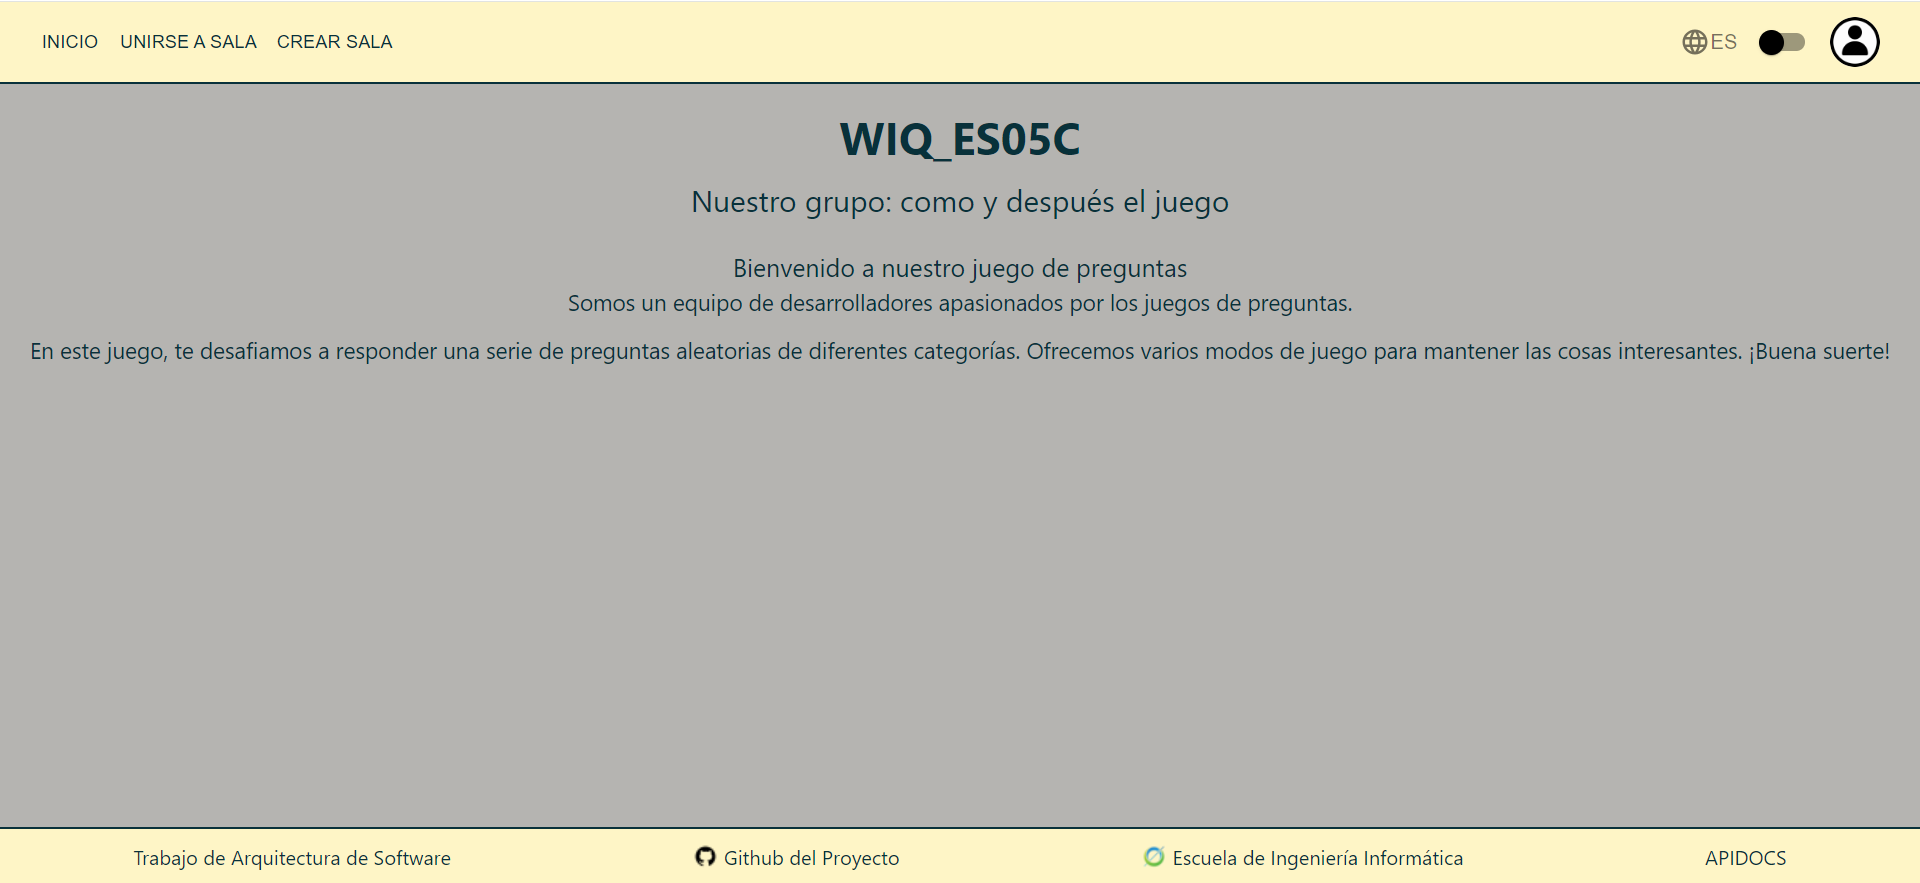 INICIO UNIRSE A SALA CREAR SALA ES
WIQ_ES05C
Nuestro grupo: como y después el juego
Bienvenido a nuestro juego de preguntas
Somos un equipo de desarrolladores apasionados por los juegos de preguntas.
En este juego, te desafiamos a responder una serie de preguntas aleatorias de diferentes categorías. Ofrecemos varios modos de juego para mantener las cosas interesantes. ¡Buena suerte!
Trabajo de Arquitectura de Software Github del Proyecto Escuela de Ingeniería Informática APIDOCS